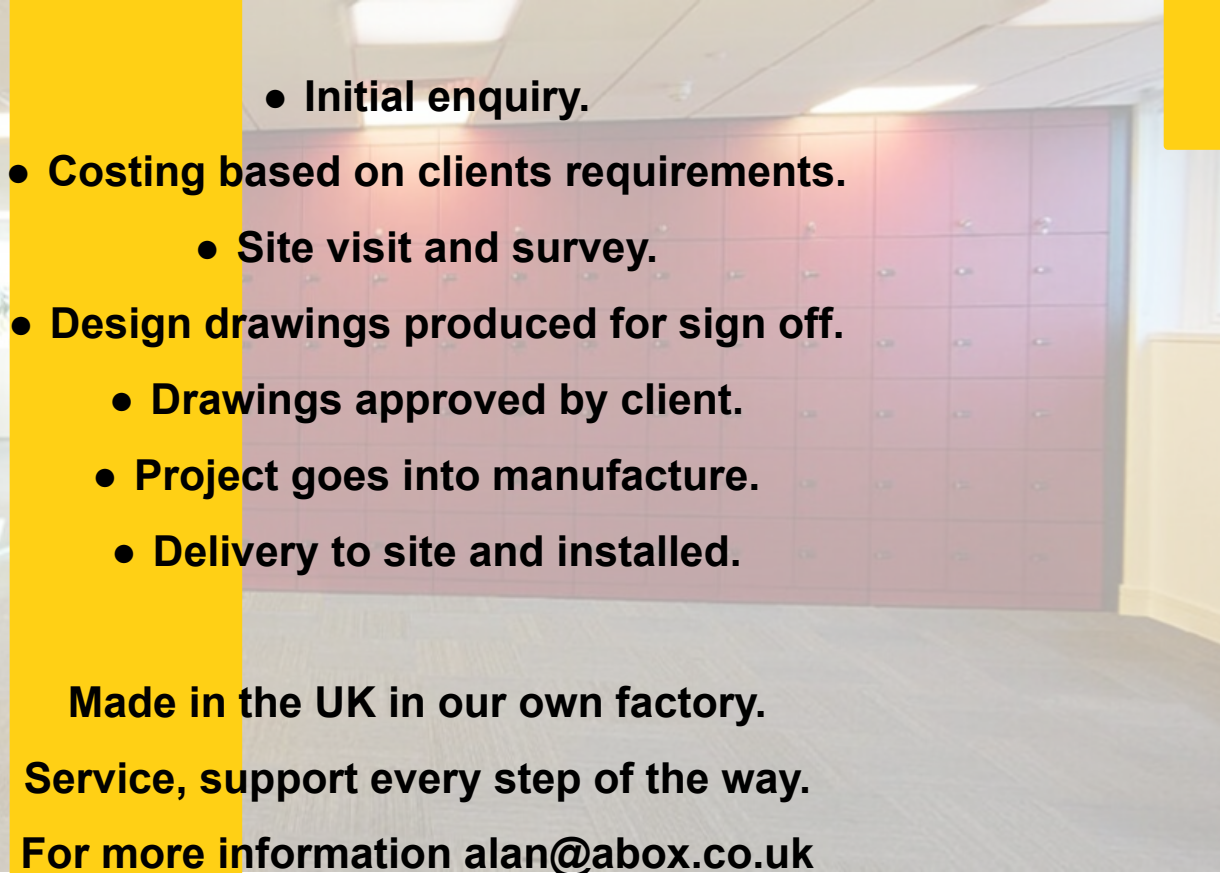 ● Initial enquiry.
● Costing based on clients requirements.
● Site visit and survey.
● Design drawings produced for sign off.
● Drawings approved by client.
● Project goes into manufacture.
● Delivery to site and installed.
Made in the UK in our own factory.
Service, support every step of the way.
For more information alan@abox.co.uk